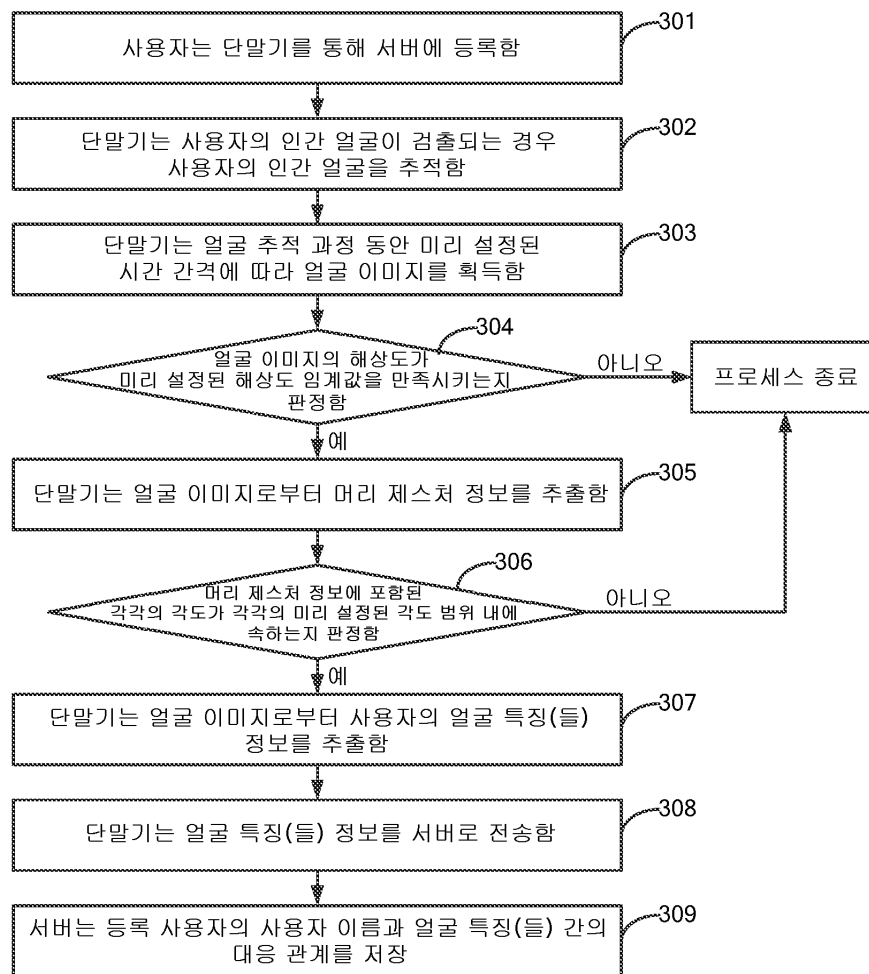 301
사용자는 단말기를 통해 서버에 등록함
302
단말기는 사용자의 인간 얼굴이 검출되는 경우
사용자의 인간 얼굴을 추적함
303
단말기는 얼굴 추적 과정 동안 미리 설정된
시간 간격에 따라 얼굴 이미지를 획득함
304
얼굴 이미지의 해상도가
미리 설정된 해상도 임계값을 만족시키는지
판정함
아니오
프로세스 종료
예
305
단말기는 얼굴 이미지로부터 머리 제스처 정보를 추출함
306
머리 제스처 정보에 포함된
각각의 각도가 각각의 미리 설정된 각도 범위 내에
속하는지 판정함
아니오
예
307
단말기는 얼굴 이미지로부터 사용자의 얼굴 특징(들)
정보를 추출함
308
단말기는 얼굴 특징(들) 정보를 서버로 전송함
309
서버는 등록 사용자의 사용자 이름과 얼굴 특징(들) 간의
대응 관계를 저장